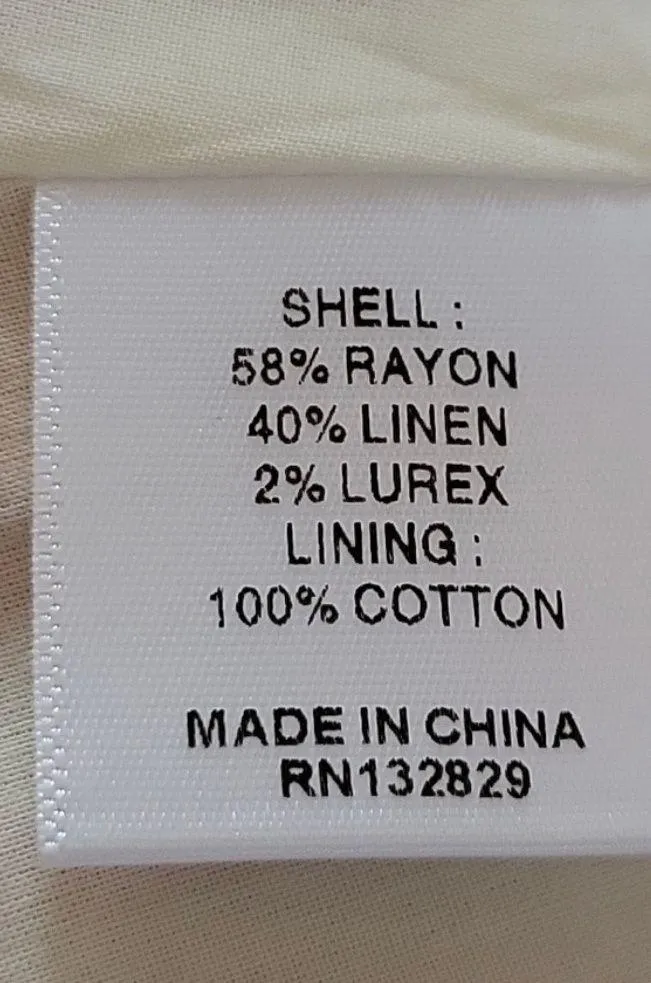 SHELL :
58% RAYON
40% LINEN
2% LUREX
LINING :
100% COTTON
MADE IN CHINA
RN132829